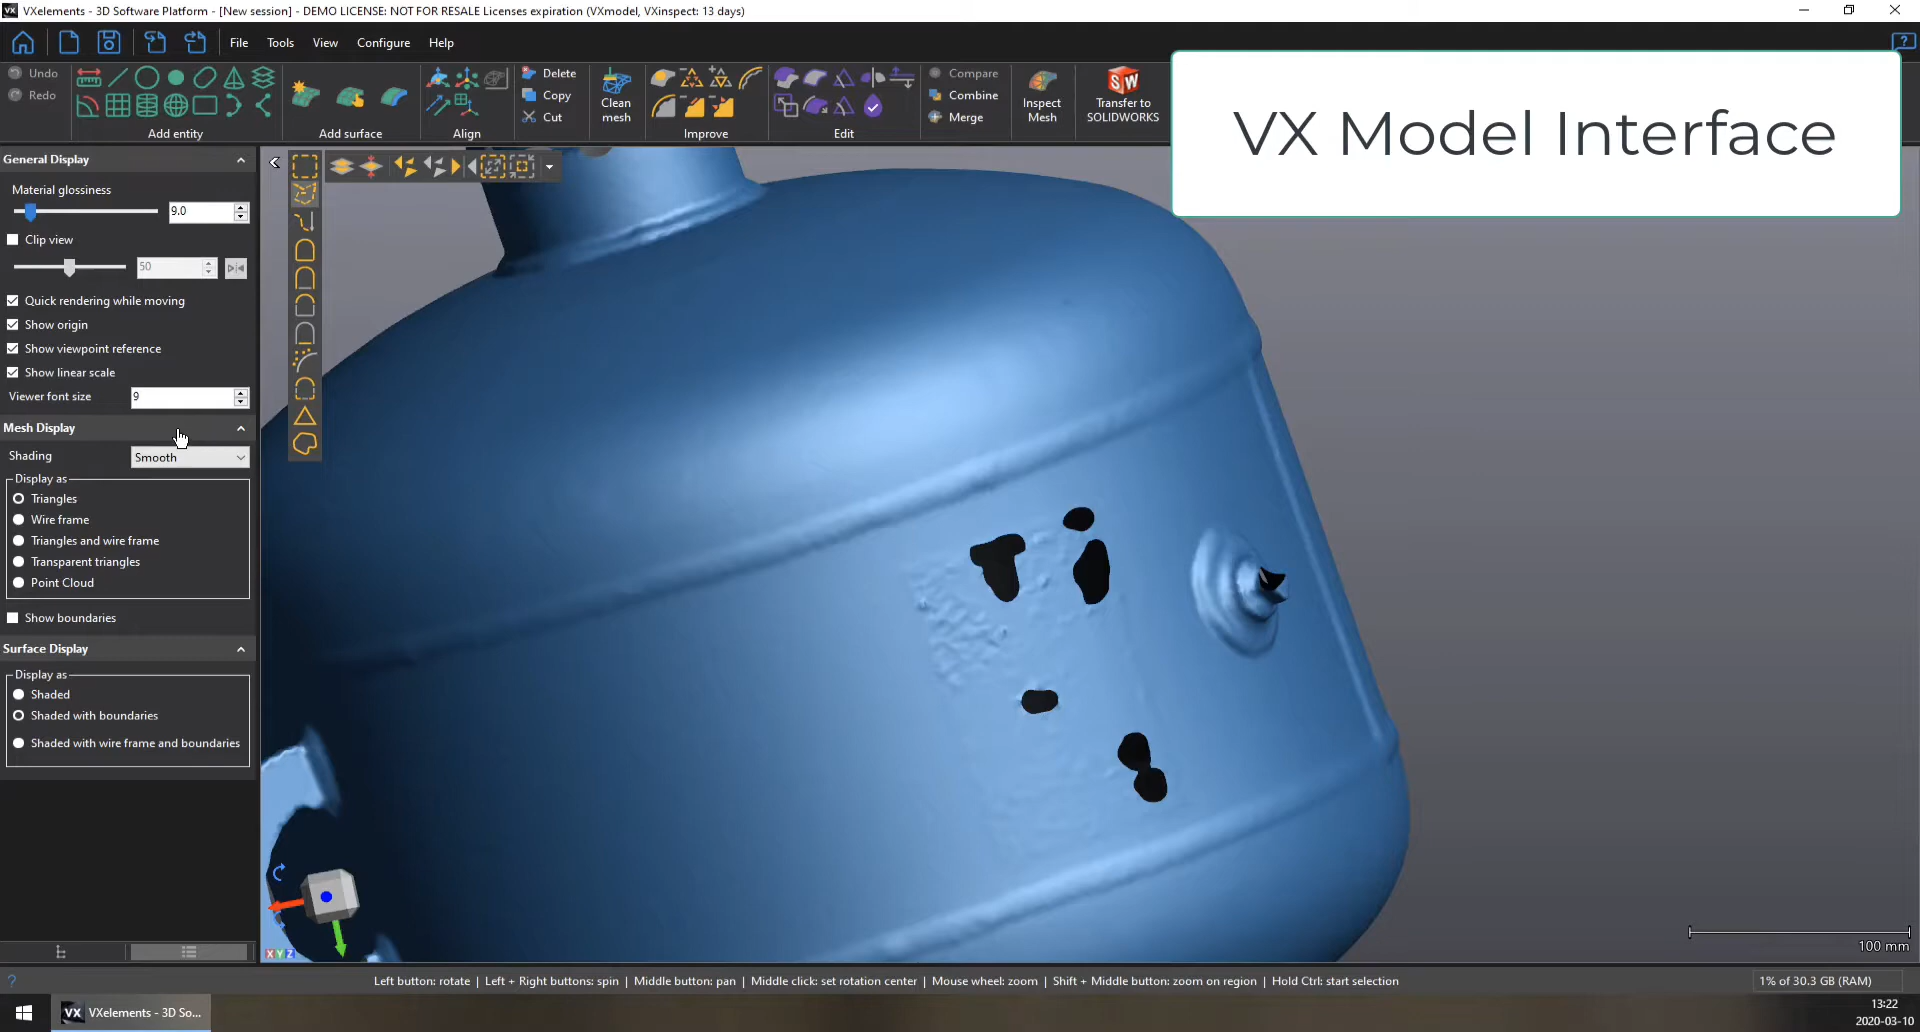 VX VXelements - 3D Software Platform - [New session] - DEMO LICENSE: NOT FOR RESALE Licenses expiration (VXmodel, VXinspect: 13 days)
File Tools View Configure Help
Undo
Redo
Add entity
Add surface
Align
Delete
Copy
Cut
Clean
mesh
Improve
Edit
Compare
Combine
Merge
Inspect
Mesh
SW
Transfer to
SOLIDWORKS
VX Model Interface
General Display
Material glossiness
9.0
Clip view
50
Quick rendering while moving
Show origin
Show viewpoint reference
Show linear scale
Viewer font size 9
Mesh Display
Shading Smooth
Display as
Triangles
Wire frame
Triangles and wire frame
Transparent triangles
Point Cloud
Show boundaries
Surface Display
Display as
Shaded
Shaded with boundaries
Shaded with wire frame and boundaries
X Y Z
100 mm
? Left button: rotate | Left + Right buttons: spin | Middle button: pan | Middle click: set rotation center | Mouse wheel: zoom | Shift + Middle button: zoom on region | Hold Ctrl: start selection
1% of 30.3 GB (RAM)
VX VXelements - 3D So...
13:22
2020-03-10